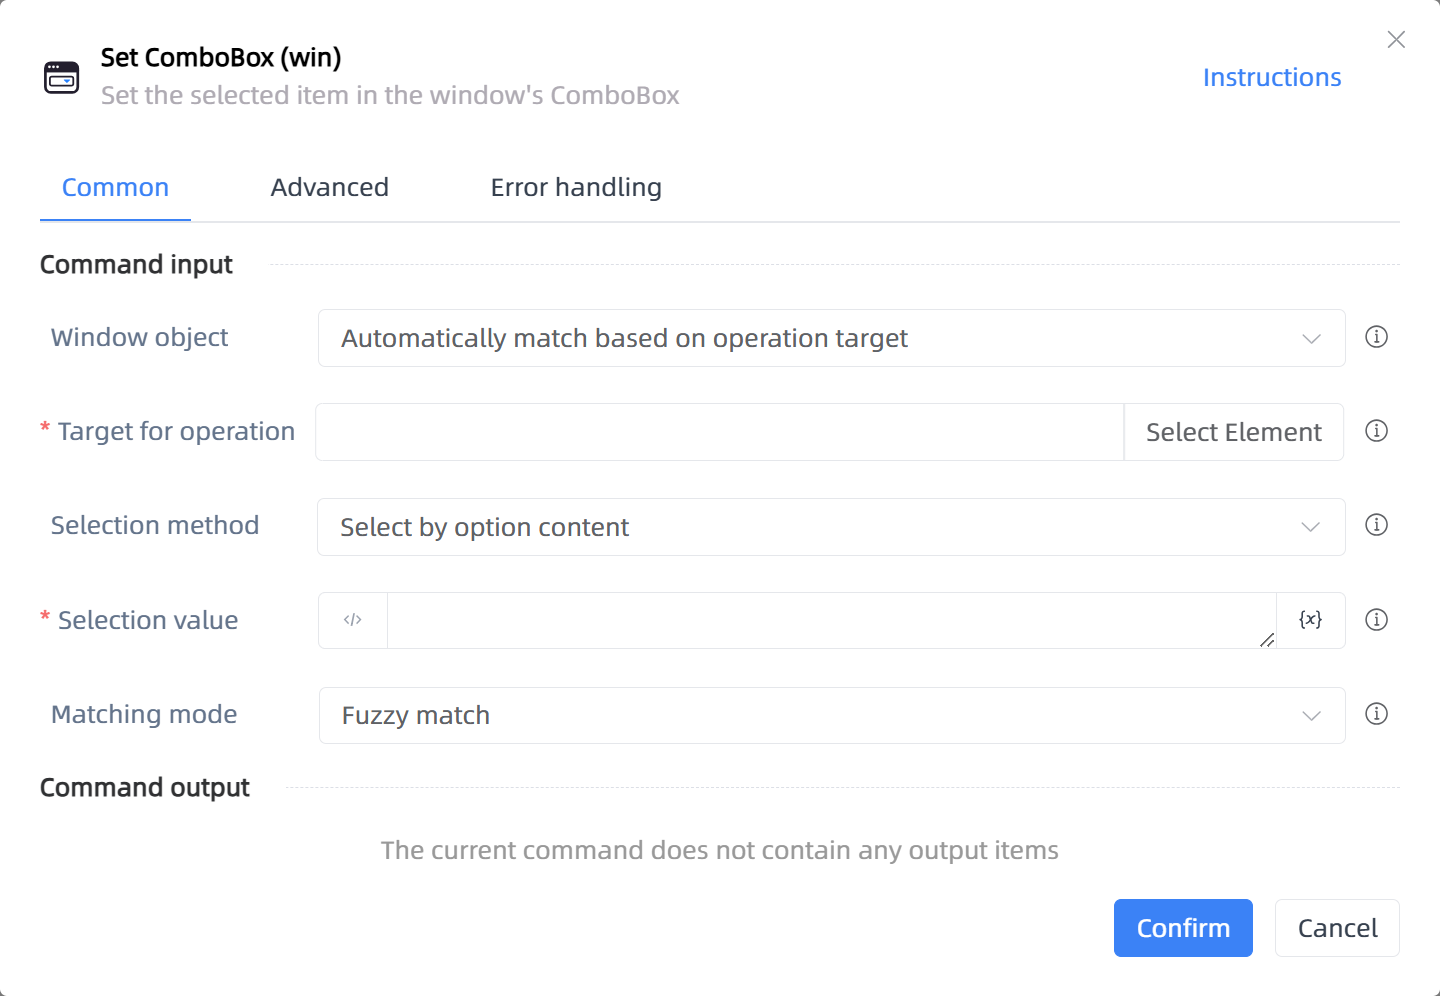 Set ComboBox (win)
Set the selected item in the window's ComboBox
Instructions
Common
Advanced
Error handling
Command input
Window object
Automatically match based on operation target
* Target for operation
Select Element
Selection method
Select by option content
* Selection value
</>
{x}
Matching mode
Fuzzy match
Command output
The current command does not contain any output items
Confirm
Cancel